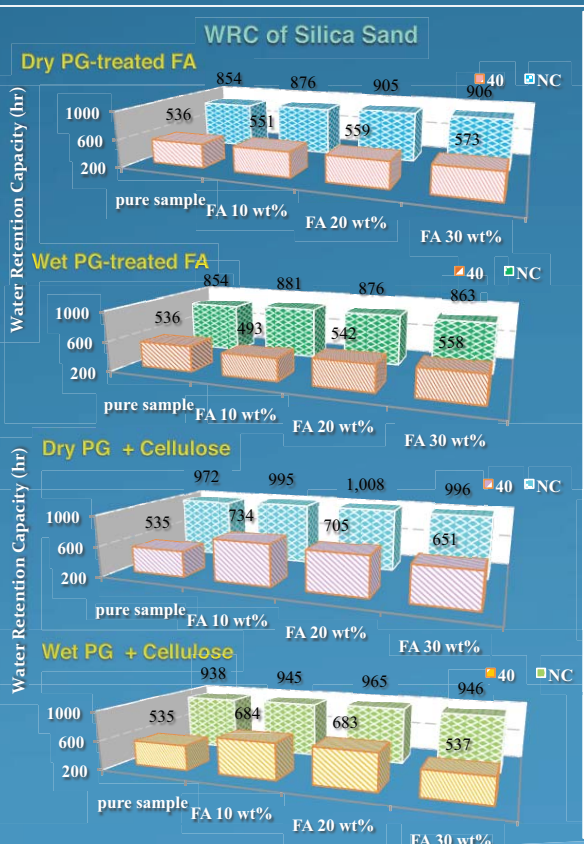 WRC of Silica Sand
Dry PG-treated FA
40 NC
854 876 905 906
536 551 559 573
1000
600
200
Water Retention Capacity (hr)
pure sample FA 10 wt% FA 20 wt% FA 30 wt%
Wet PG-treated FA
40 NC
854 881 876 863
536 493 542 558
1000
600
200
pure sample FA 10 wt% FA 20 wt% FA 30 wt%
Dry PG + Cellulose
40 NC
972 995 1,008 996
535 734 705 651
1000
600
200
Water Retention Capacity (hr)
pure sample FA 10 wt% FA 20 wt% FA 30 wt%
Wet PG + Cellulose
40 NC
938 945 965 946
535 684 683 537
1000
600
200
pure sample FA 10 wt% FA 20 wt% FA 30 wt%